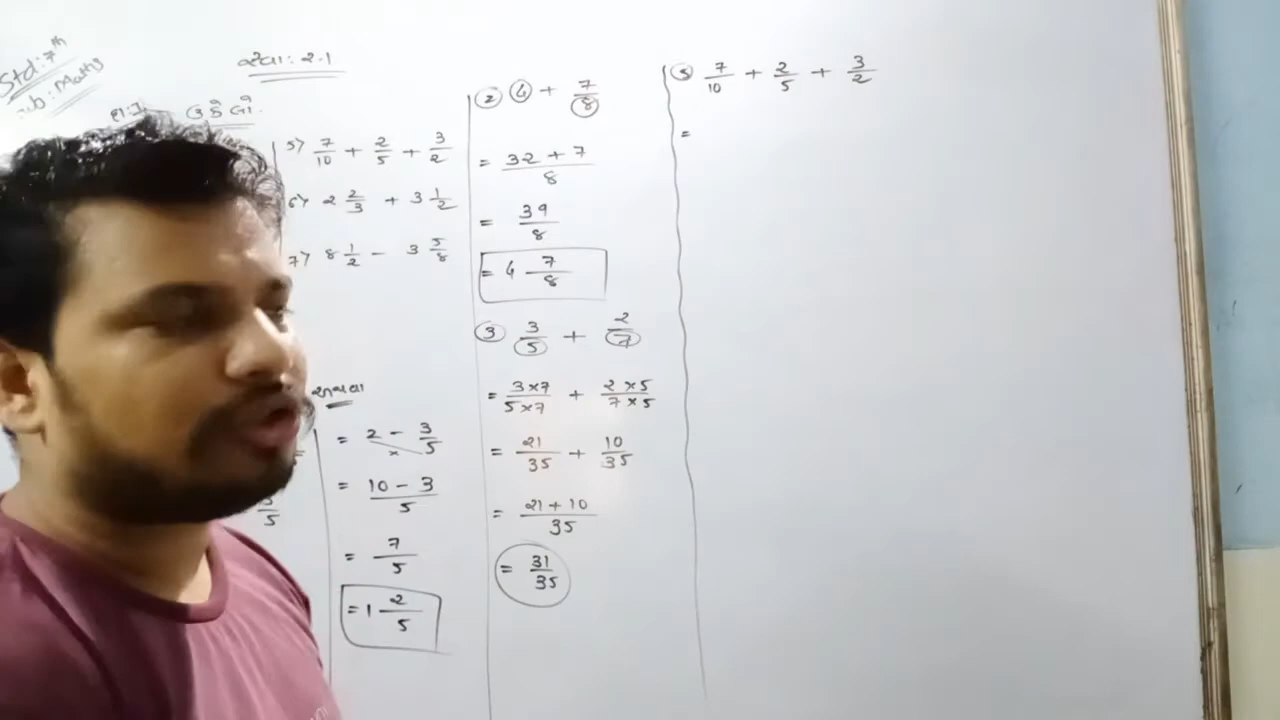 Std: 7th
Sub: Maths
સ્વા: 2.1
ઉકેલો.
5) 7/10 + 2/5 + 3/2
6) 2 2/3 + 3 1/2
7) 8 1/2 - 3 5/8
અથવા
= 2 - 3/5
×
= 10 - 3 / 5
= 7/5
= 1 2/5
3/5
② 4 + 7/8
= 32 + 7 / 8
= 39/8
= 4 7/8
③ 3/5 + 2/7
= 3×7 / 5×7 + 2×5 / 7×5
= 21/35 + 10/35
= 21 + 10 / 35
= 31/35
⑤ 7/10 + 2/5 + 3/2
=